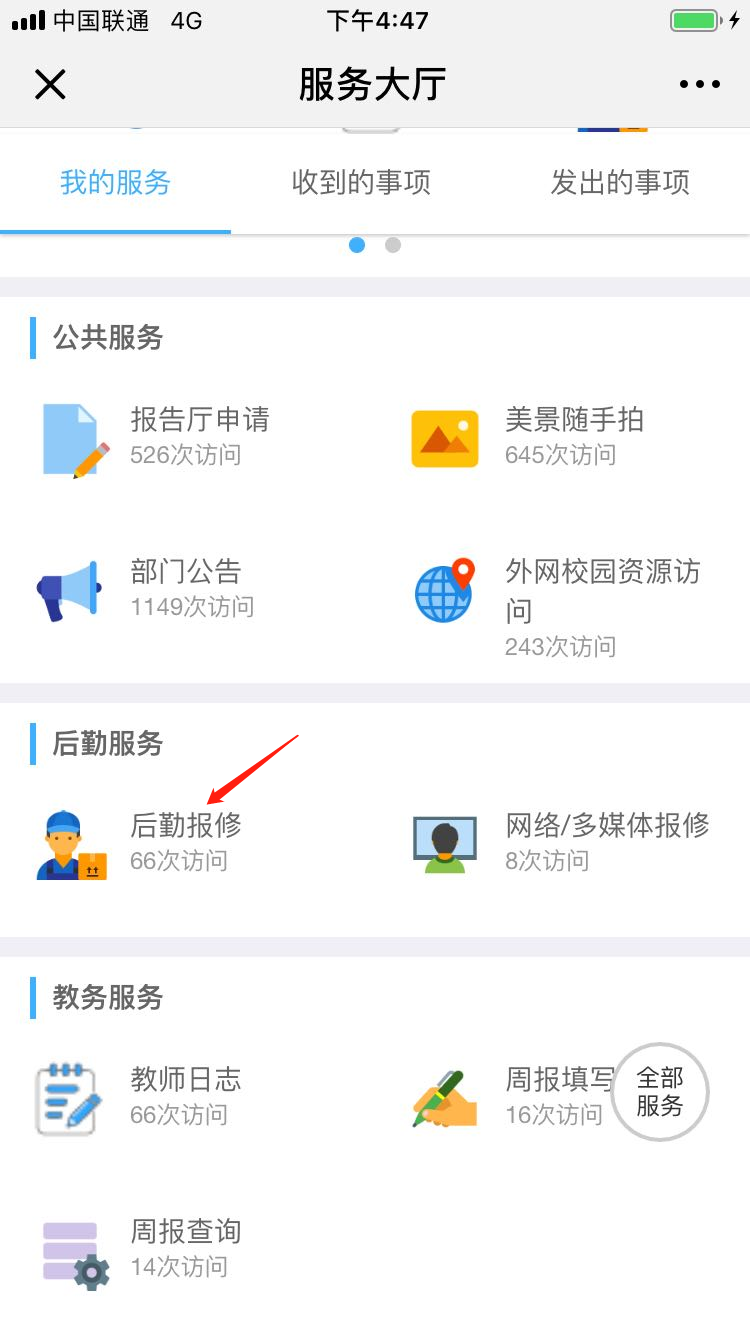 中国联通 4G 下午4:47
服务大厅
我的服务 收到的事项 发出的事项
公共服务
报告厅申请 美景随手拍
526次访问 645次访问
部门公告 外网校园资源访
1149次访问 问
243次访问
后勤服务
后勤报修 网络/多媒体报修
66次访问 8次访问
教务服务
教师日志 周报填写
66次访问 16次访问
全部
服务
周报查询
14次访问